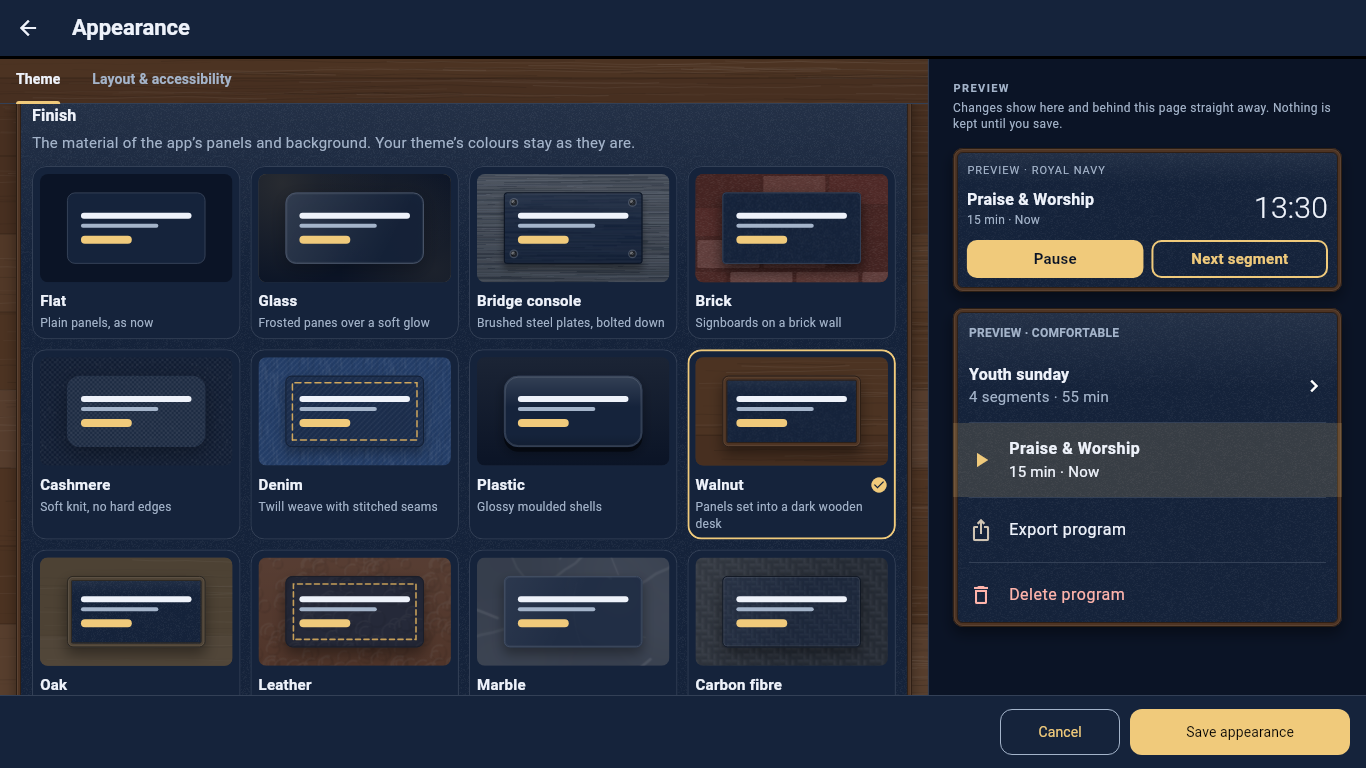 Appearance
Theme
Layout & accessibility
Finish
The material of the app’s panels and background. Your theme’s colours stay as they are.
Flat
Plain panels, as now
Glass
Frosted panes over a soft glow
Bridge console
Brushed steel plates, bolted down
Brick
Signboards on a brick wall
Cashmere
Soft knit, no hard edges
Denim
Twill weave with stitched seams
Plastic
Glossy moulded shells
Walnut
Panels set into a dark wooden
desk
Oak
Leather
Marble
Carbon fibre
PREVIEW
Changes show here and behind this page straight away. Nothing is
kept until you save.
PREVIEW · ROYAL NAVY
Praise & Worship
15 min · Now
13:30
Pause
Next segment
PREVIEW · COMFORTABLE
Youth sunday
4 segments · 55 min
Praise & Worship
15 min · Now
Export program
Delete program
Cancel
Save appearance